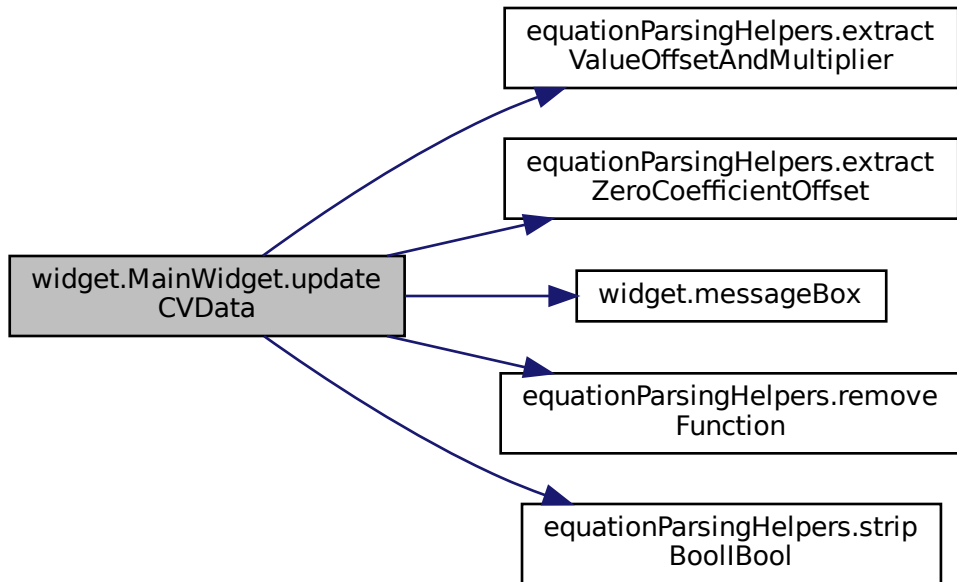 equationParsingHelpers.extract
ValueOffsetAndMultiplier
equationParsingHelpers.extract
ZeroCoefficientOffset
widget.MainWidget.update
CVData
widget.messageBox
equationParsingHelpers.remove
Function
equationParsingHelpers.strip
BoolIBool